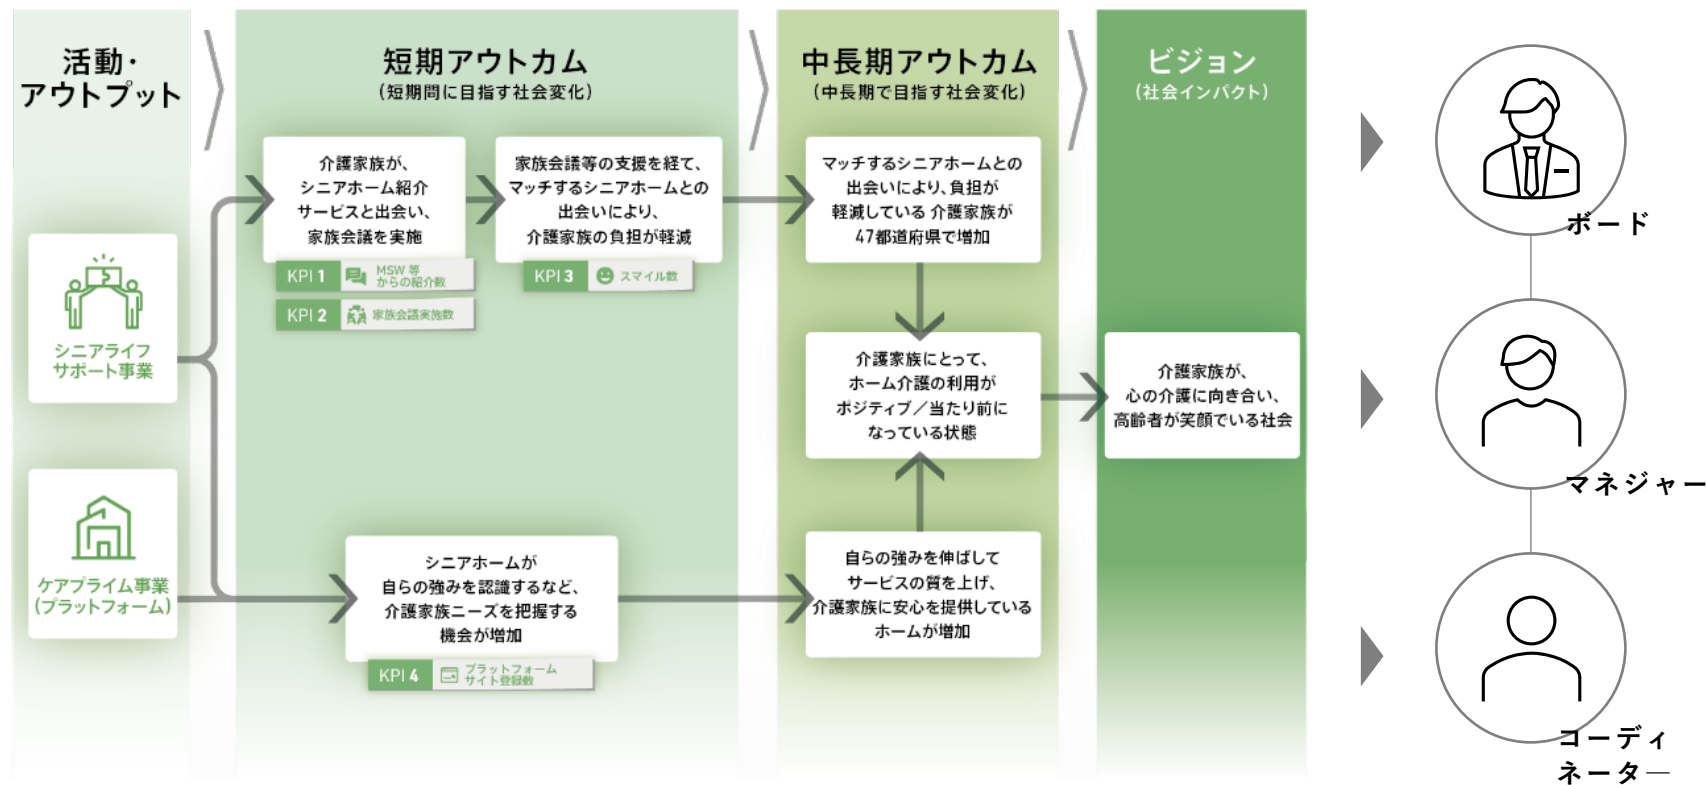 活動・
アウトプット
シニアライフ
サポート事業
ケアプライム事業
(プラットフォーム)
短期アウトカム
(短期間に目指す社会変化)
介護家族が、
シニアホーム紹介
サービスと出会い、
家族会議を実施
KPI 1
MSW 等
からの紹介数
KPI 2
家族会議実施数
家族会議等の支援を経て、
マッチするシニアホームとの
出会いにより、
介護家族の負担が軽減
KPI 3
スマイル数
シニアホームが
自らの強みを認識するなど、
介護家族ニーズを把握する
機会が増加
KPI 4
プラットフォーム
サイト登録数
中長期アウトカム
(中長期で目指す社会変化)
マッチするシニアホームとの
出会いにより、負担が
軽減している 介護家族が
47都道府県で増加
介護家族にとって、
ホーム介護の利用が
ポジティブ／当たり前に
なっている状態
自らの強みを伸ばして
サービスの質を上げ、
介護家族に安心を提供している
ホームが増加
ビジョン
(社会インパクト)
介護家族が、
心の介護に向き合い、
高齢者が笑顔でいる社会
ボード
マネジャー
コーディ
ネーター